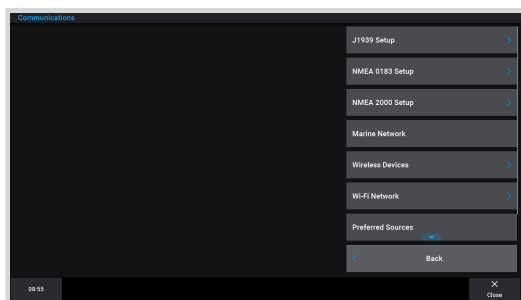 Communications
J1939 Setup
NMEA 0183 Setup
NMEA 2000 Setup
Marine Network
Wireless Devices
Wi-Fi Network
Preferred Sources
Back
08:55
Close